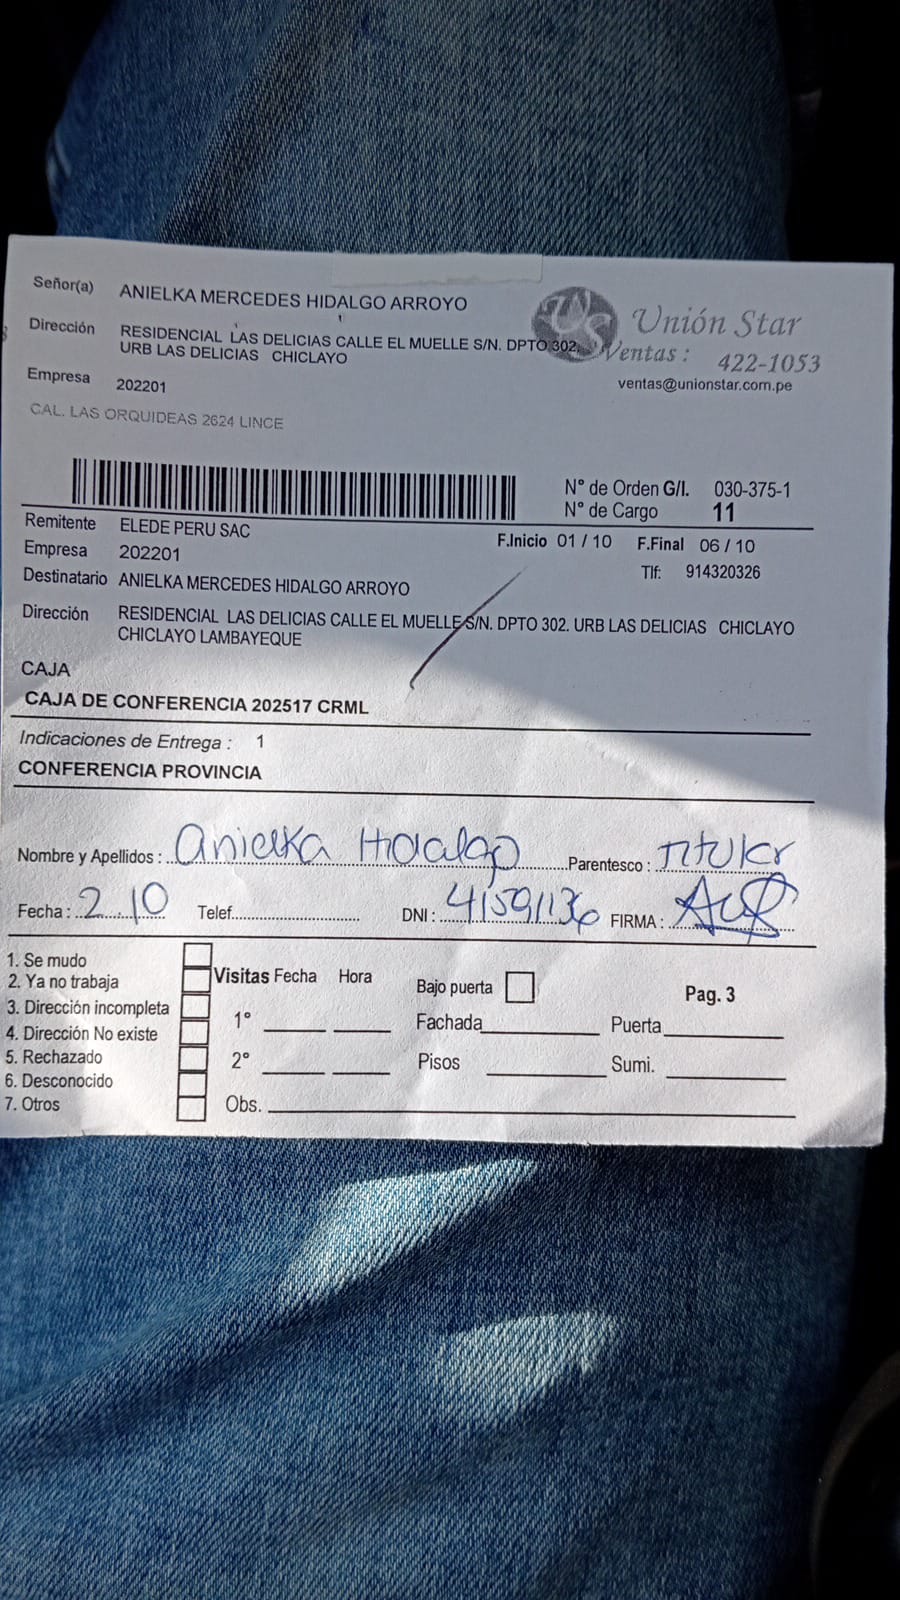 Señor(a) ANIELKA MERCEDES HIDALGO ARROYO
Dirección RESIDENCIAL LAS DELICIAS CALLE EL MUELLE S/N. DPTO 302.
URB LAS DELICIAS CHICLAYO
Empresa 202201
CAL. LAS ORQUIDEAS 2624 LINCE
US Unión Star
Ventas : 422-1053
ventas@unionstar.com.pe
N° de Orden G/I. 030-375-1
N° de Cargo 11
Remitente ELEDE PERU SAC
F.Inicio 01 / 10 F.Final 06 / 10
Empresa 202201
Tlf: 914320326
Destinatario ANIELKA MERCEDES HIDALGO ARROYO
Dirección RESIDENCIAL LAS DELICIAS CALLE EL MUELLE S/N. DPTO 302. URB LAS DELICIAS CHICLAYO
CHICLAYO LAMBAYEQUE
CAJA
CAJA DE CONFERENCIA 202517 CRML
Indicaciones de Entrega : 1
CONFERENCIA PROVINCIA
Nombre y Apellidos : Anielka Hidalgo Parentesco : Titular
Fecha : 2.10 Telef. DNI : 41591136 FIRMA :
1. Se mudo
2. Ya no trabaja
3. Dirección incompleta
4. Dirección No existe
5. Rechazado
6. Desconocido
7. Otros
Visitas Fecha Hora
1°
2°
Obs.
Bajo puerta
Fachada
Pisos
Pag. 3
Puerta
Sumi.